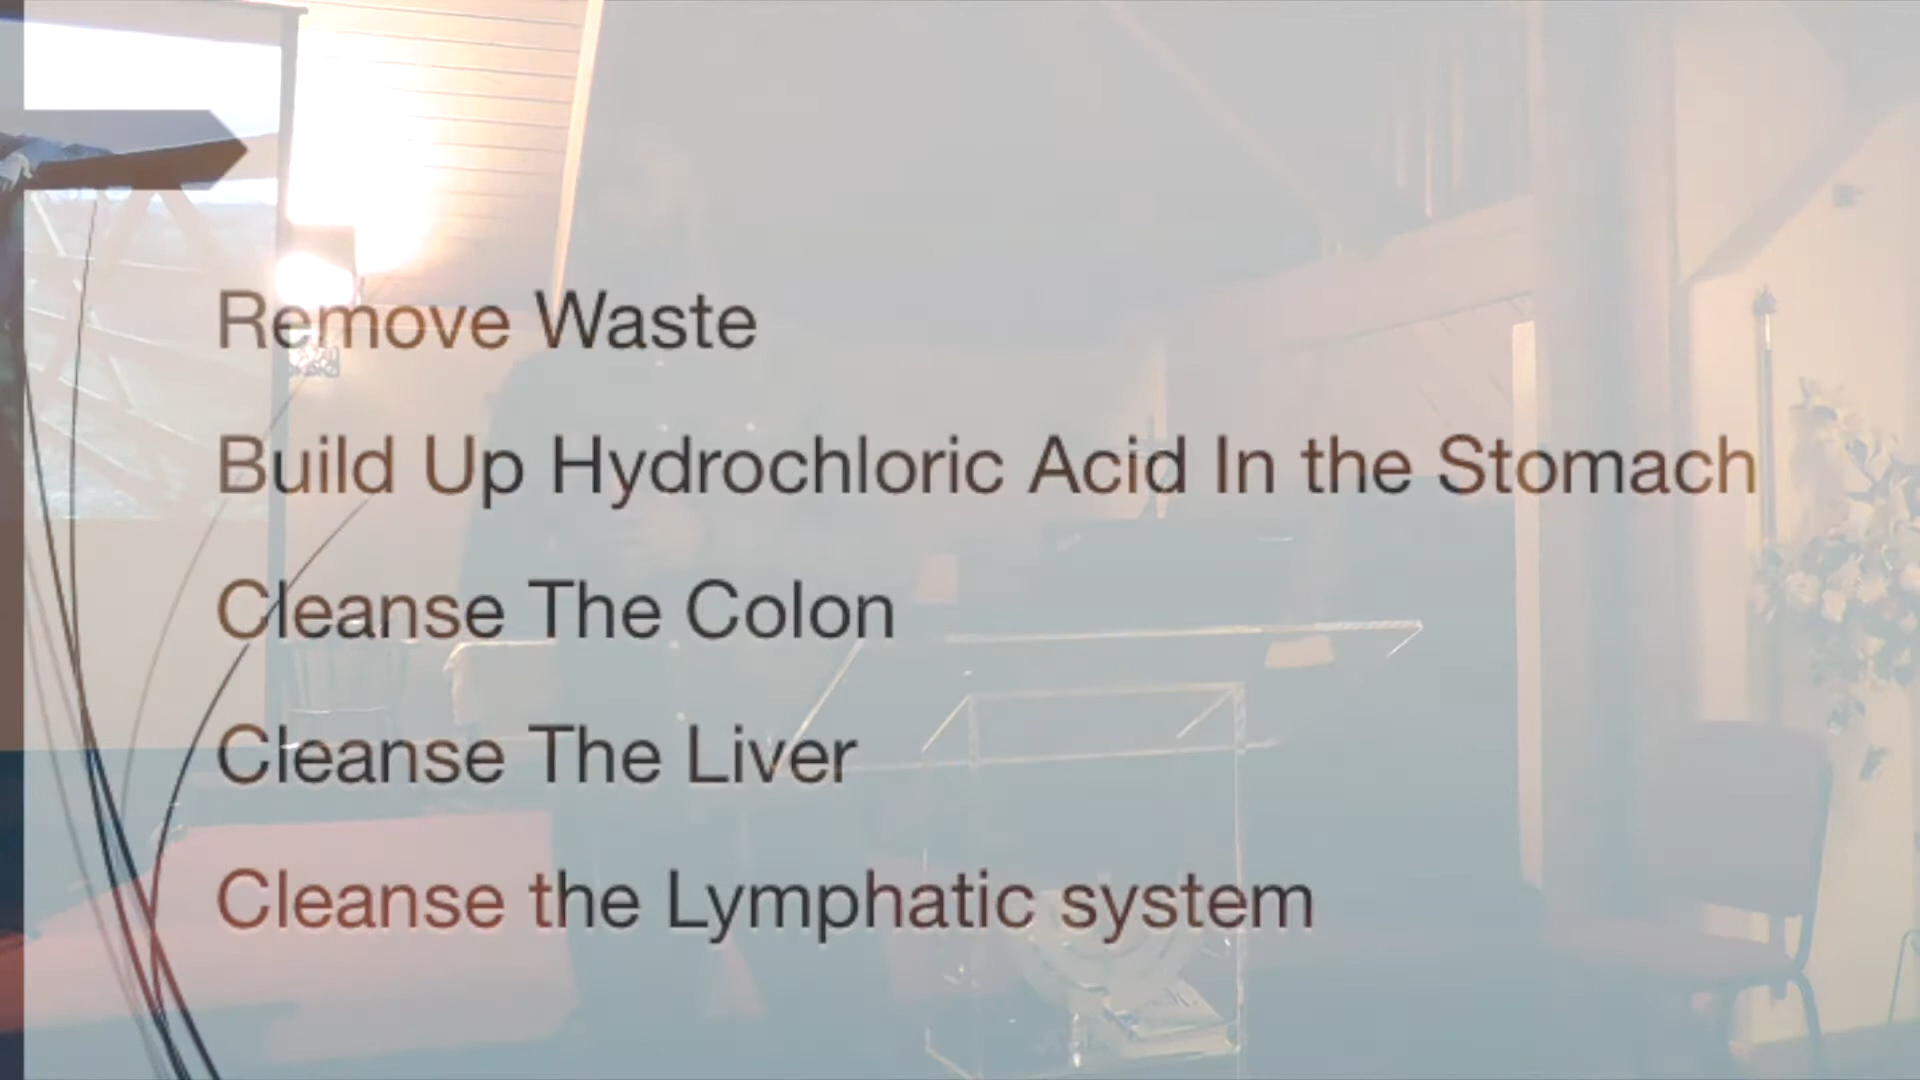 Remove Waste
Build Up Hydrochloric Acid In the Stomach
Cleanse The Colon
Cleanse The Liver
Cleanse the Lymphatic system